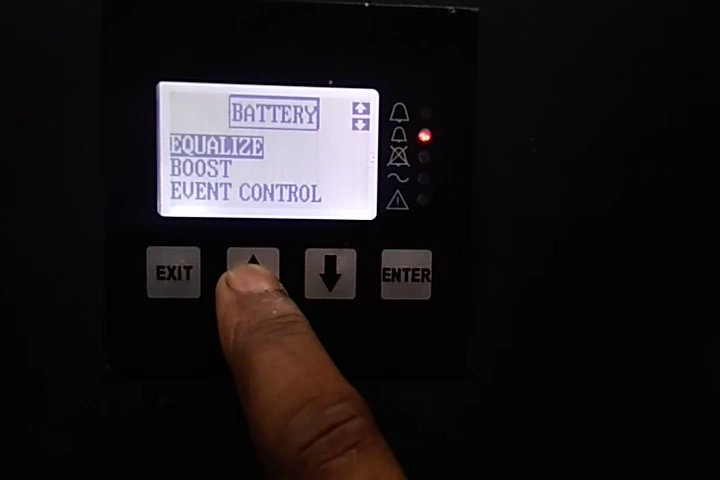 BATTERY
EQUALIZE
BOOST
EVENT CONTROL
EXIT
ENTER